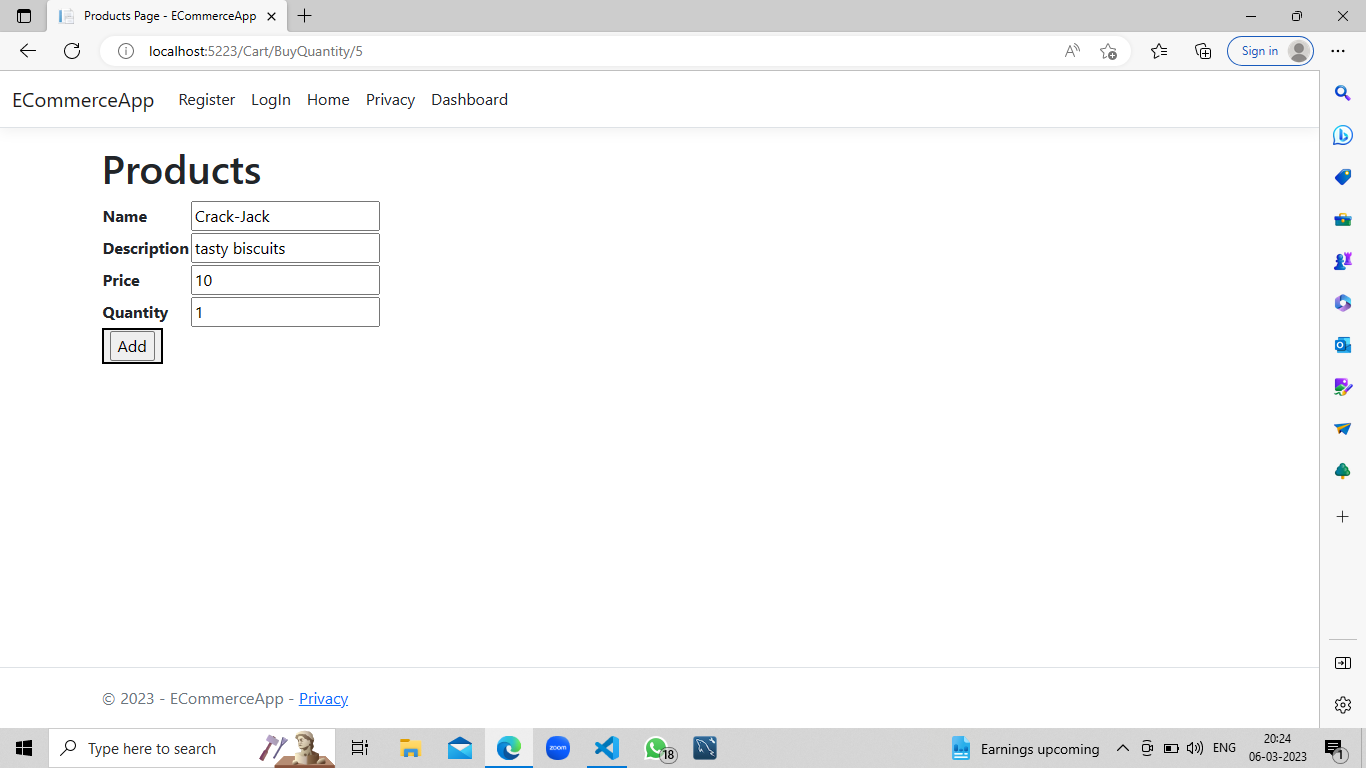 Products Page - ECommerceApp
localhost:5223/Cart/BuyQuantity/5
Sign in
ECommerceApp Register LogIn Home Privacy Dashboard
Products
Name Crack-Jack
Description tasty biscuits
Price 10
Quantity 1
Add
© 2023 - ECommerceApp - Privacy
Type here to search
zoom
18
Earnings upcoming
ENG
20:24
06-03-2023
1